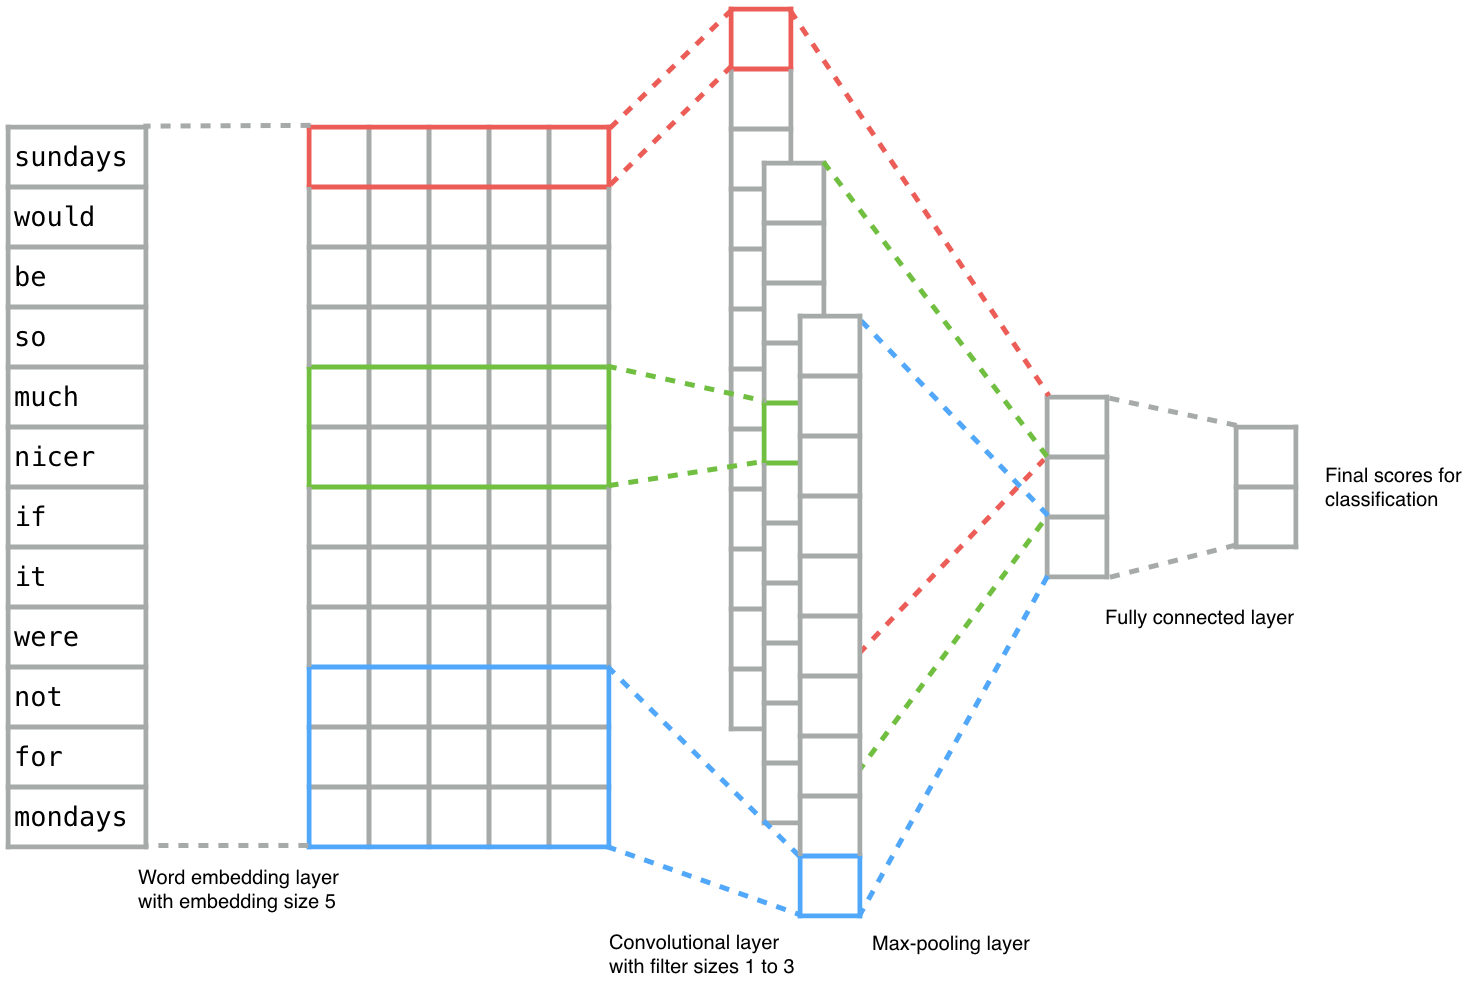 sundays
would
be
so
much
nicer
if
it
were
not
for
mondays
Word embedding layer
with embedding size 5
Convolutional layer
with filter sizes 1 to 3
Max-pooling layer
Fully connected layer
Final scores for
classification